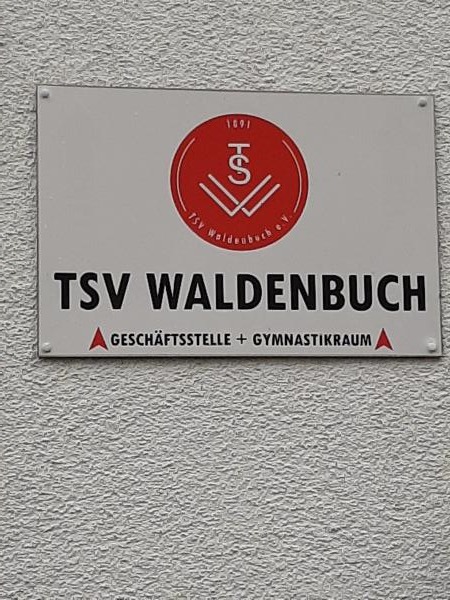 1891
TSV
TSV Waldenbuch e.V.
TSV WALDENBUCH
GESCHÄFTSSTELLE + GYMNASTIKRAUM